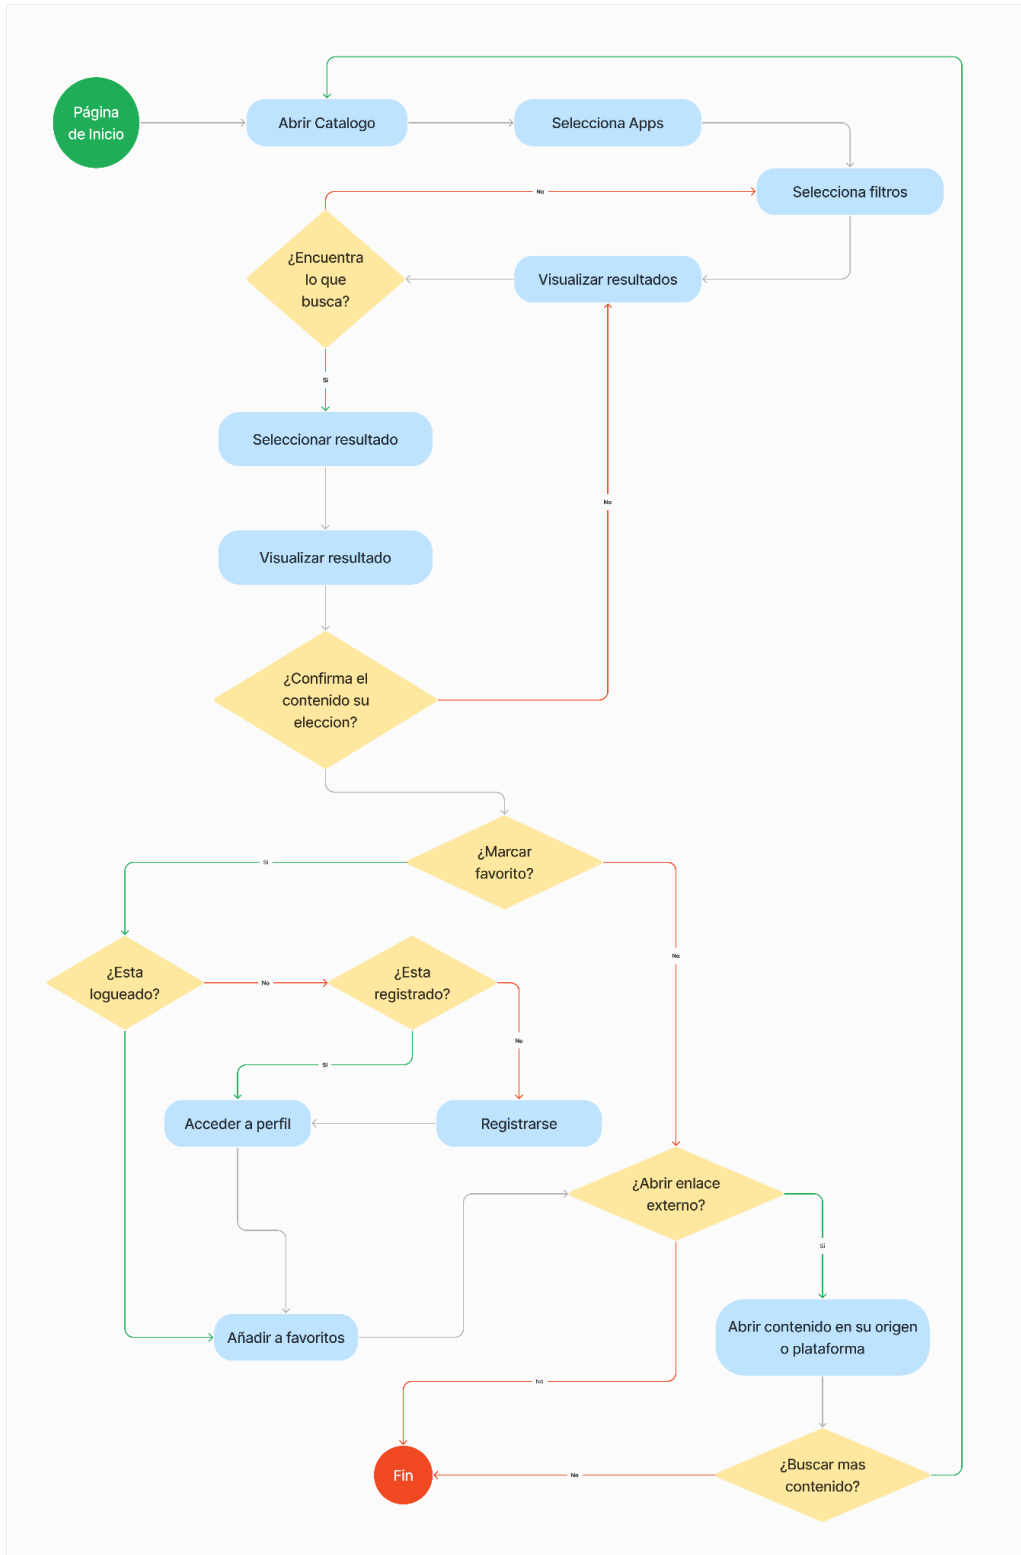 Página
de Inicio
Abrir Catalogo
Selecciona Apps
Selecciona filtros
No
¿Encuentra
lo que
busca?
Visualizar resultados
Si
Seleccionar resultado
No
Visualizar resultado
¿Confirma el
contenido su
eleccion?
¿Marcar
favorito?
Si
No
¿Esta
logueado?
No
¿Esta
registrado?
No
Si
Acceder a perfil
Registrarse
¿Abrir enlace
externo?
Si
Añadir a favoritos
Abrir contenido en su origen
o plataforma
No
Fin
No
¿Buscar mas
contenido?